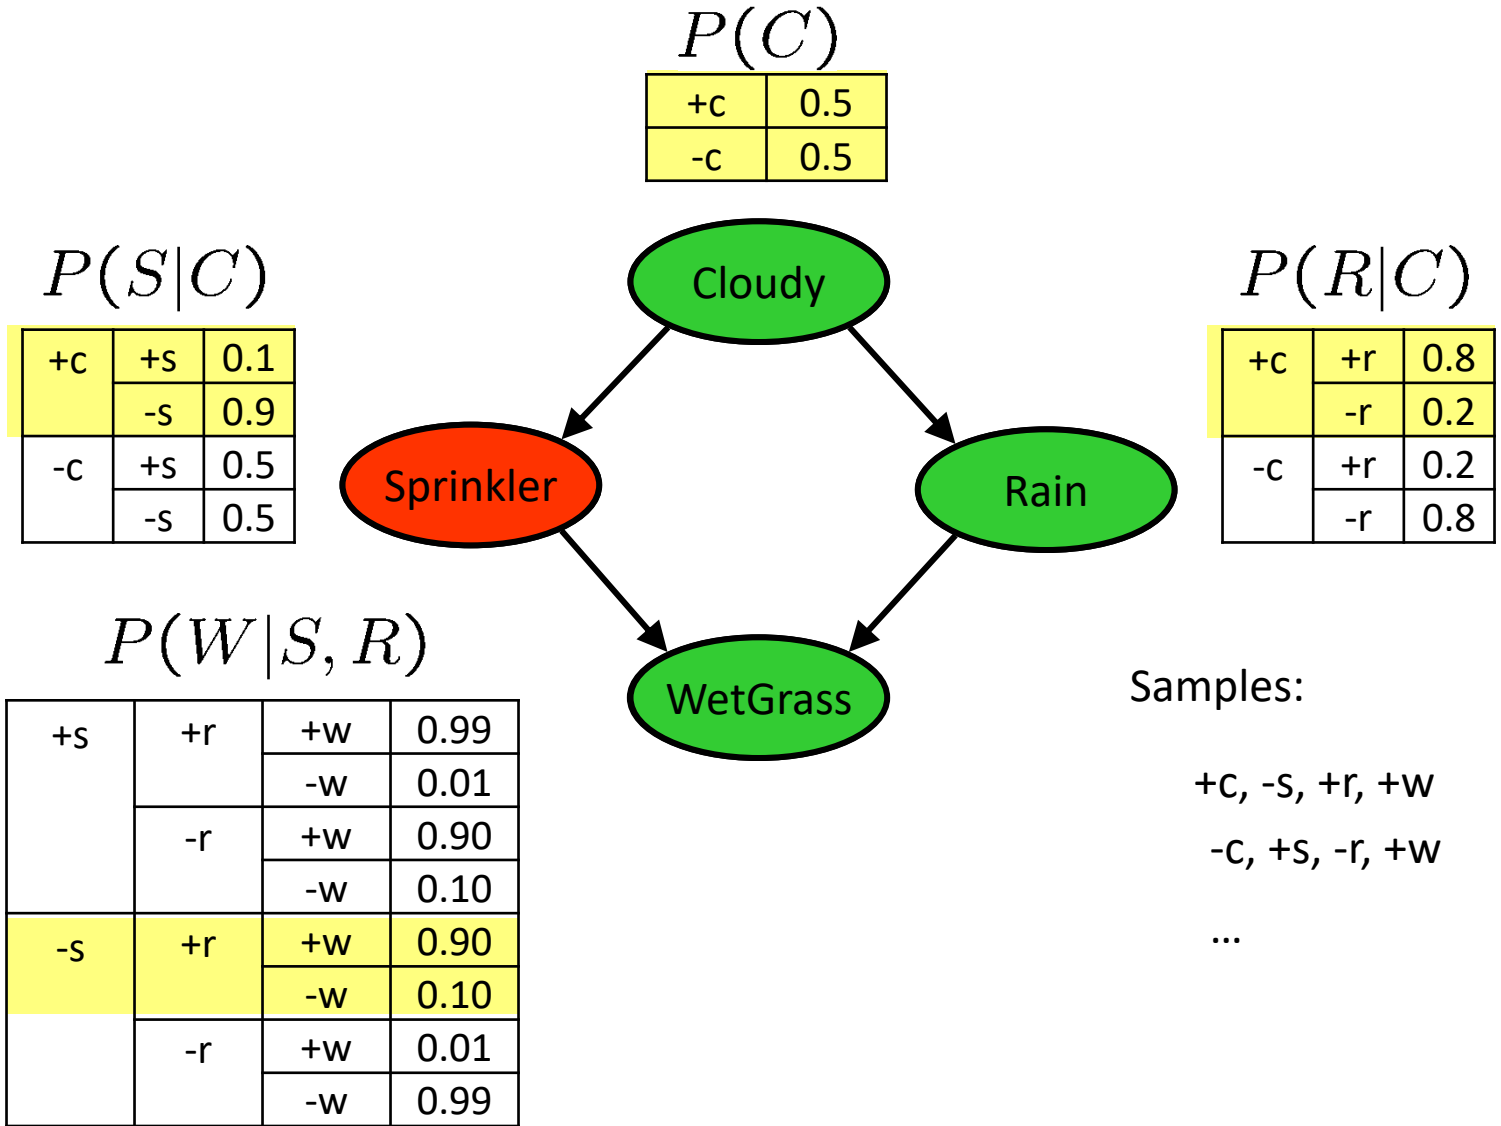 P(C)
+c 0.5
-c 0.5
Cloudy
P(S|C)
+c +s 0.1
-s 0.9
-c +s 0.5
-s 0.5
P(R|C)
+c +r 0.8
-r 0.2
-c +r 0.2
-r 0.8
Sprinkler
Rain
P(W|S, R)
+s +r +w 0.99
-w 0.01
-r +w 0.90
-w 0.10
-s +r +w 0.90
-w 0.10
-r +w 0.01
-w 0.99
WetGrass
Samples:
+c, -s, +r, +w
-c, +s, -r, +w
...